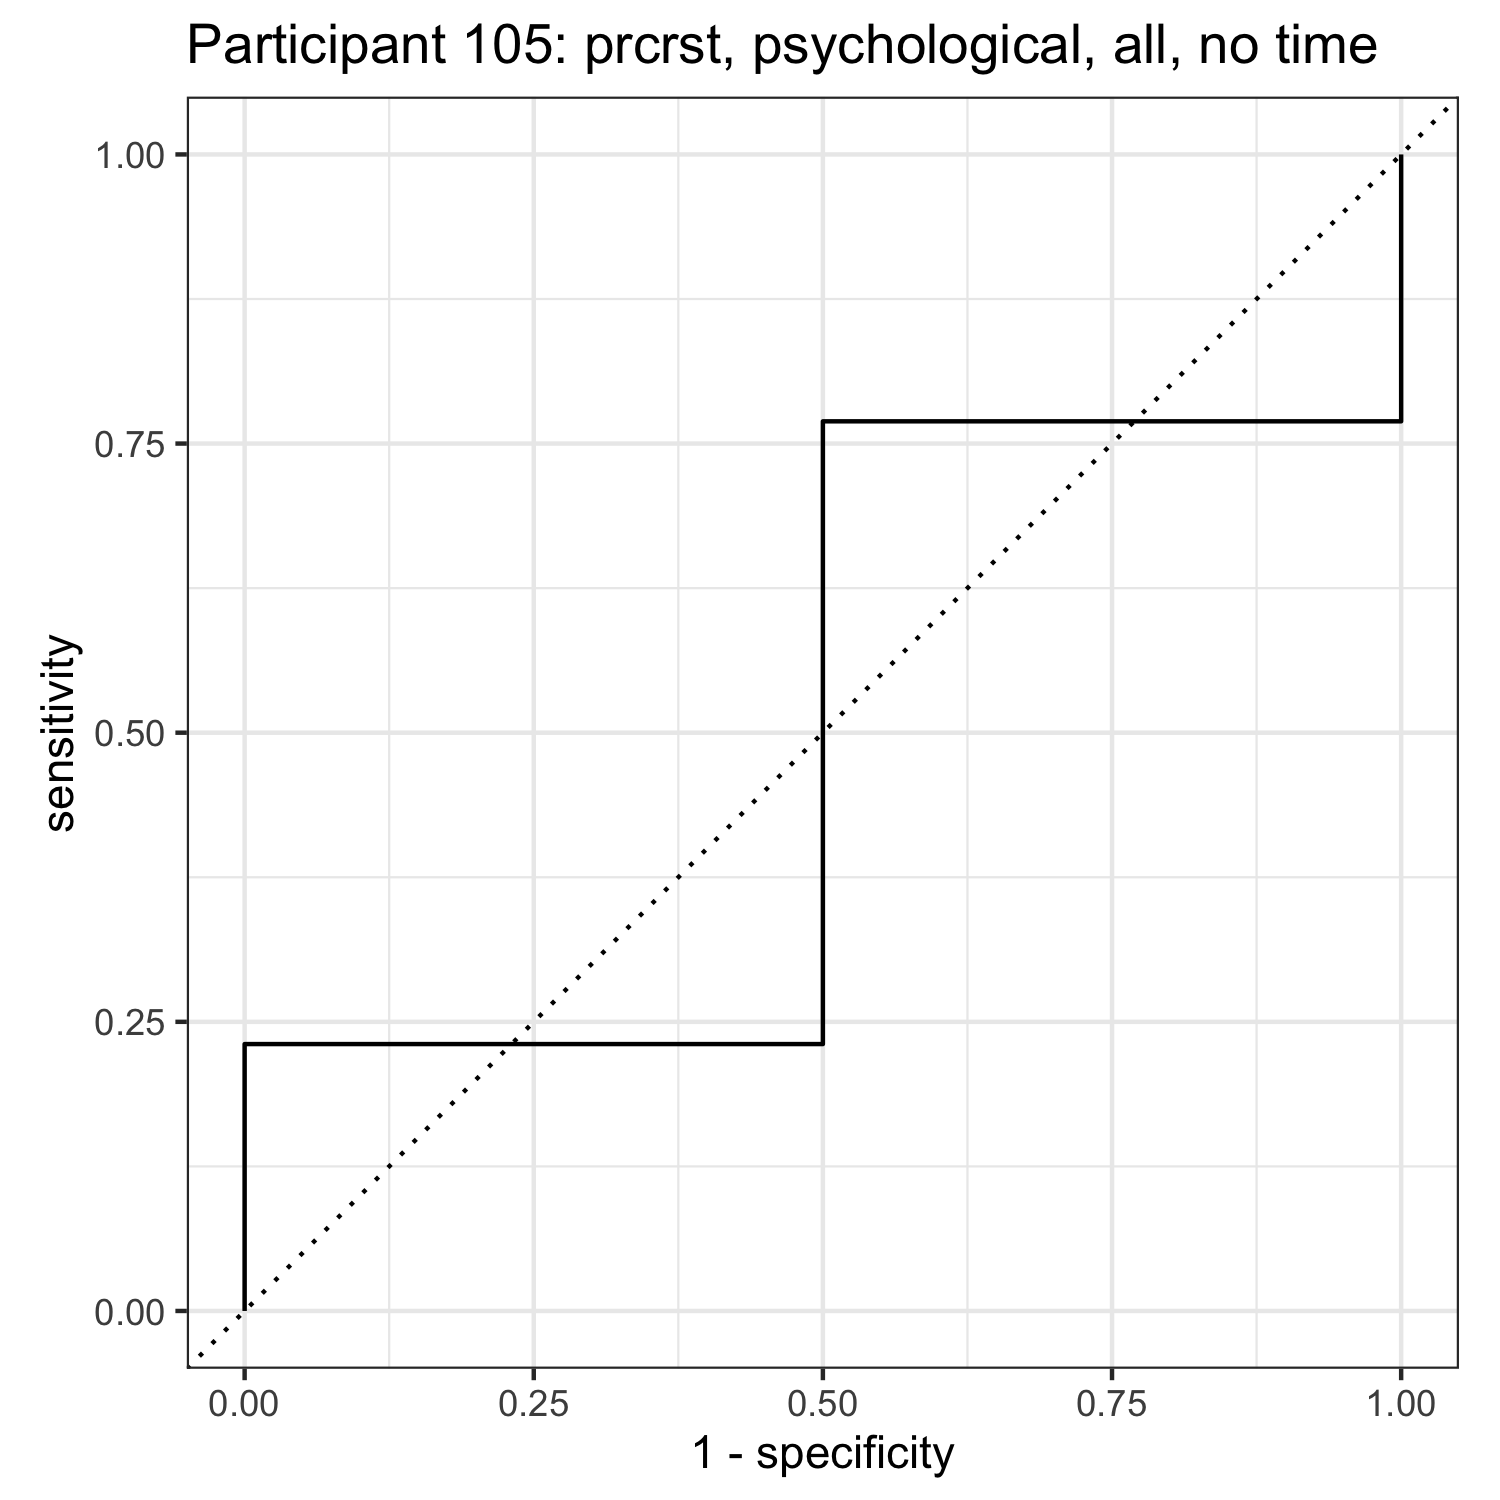 Participant 105: prcrst, psychological, all, no time
1.00
0.75
0.50
0.25
0.00
sensitivity
0.00 0.25 0.50 0.75 1.00
1 - specificity